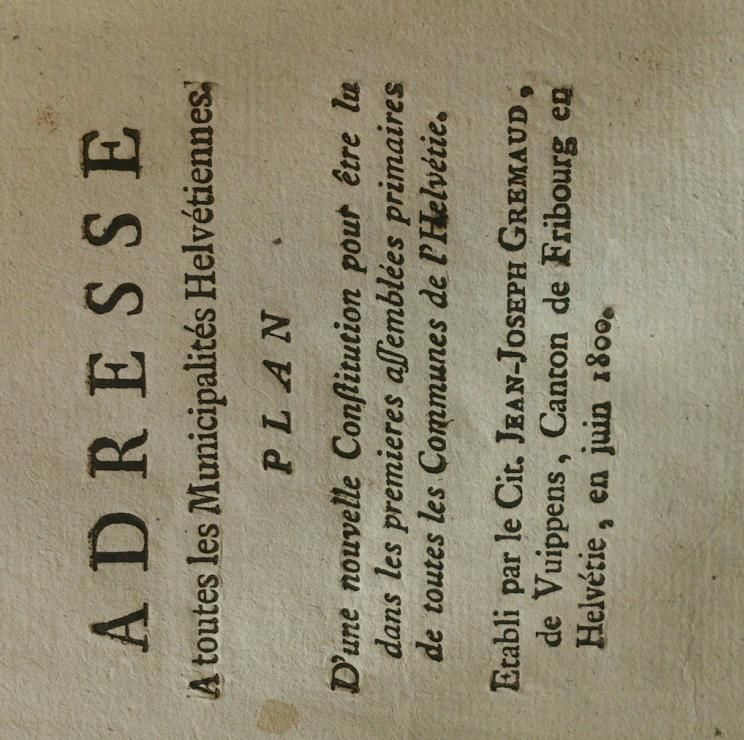 ADRESSE
A toutes les Municipalités Helvétiennes.
PLAN
D'une nouvelle Conſtitution pour être lu
dans les premieres aſſemblées primaires
de toutes les Communes de l'Helvétie.
Etabli par le Cit. JEAN-JOSEPH GREMAUD,
de Vuippens, Canton de Fribourg en
Helvétie, en juin 1800.